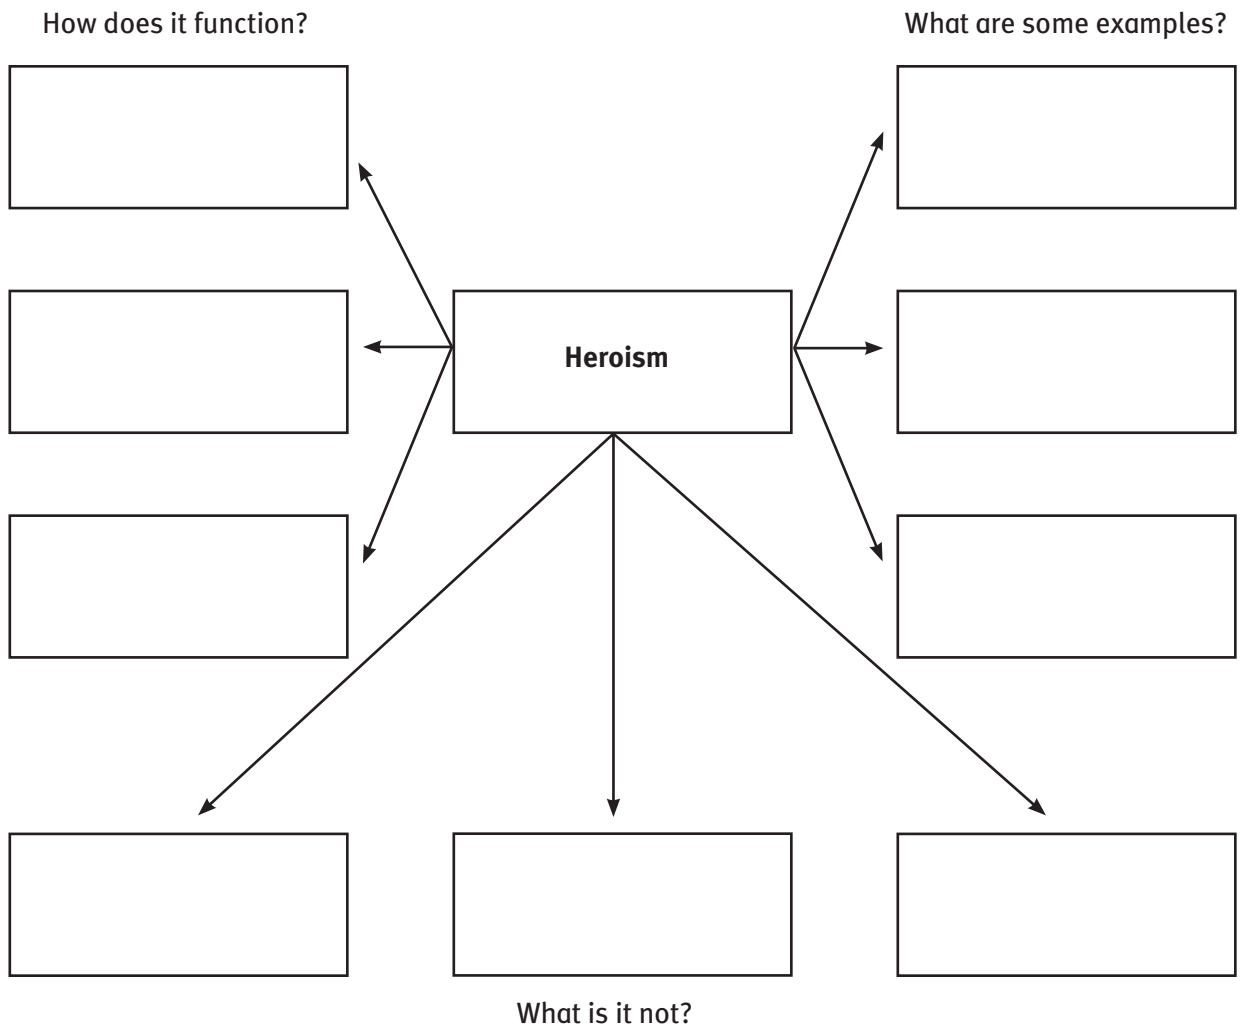 How does it function?
What are some examples?
Heroism
What is it not?